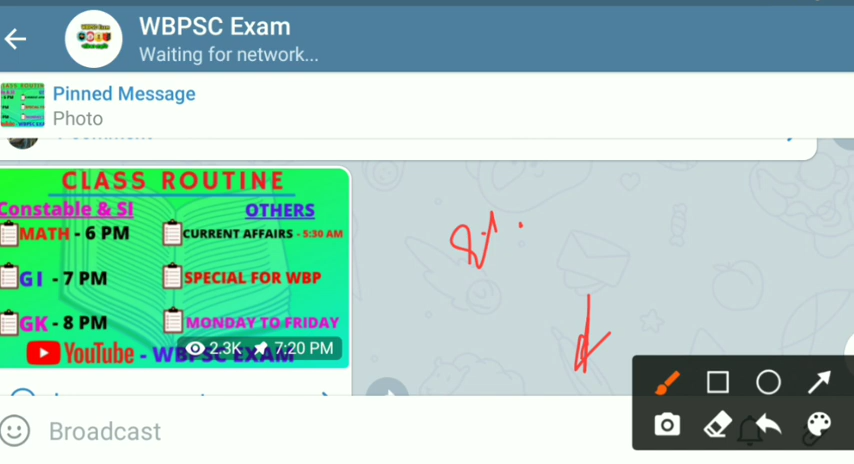 WBPSC Exam
Waiting for network...
Pinned Message
Photo
CLASS ROUTINE
Constable & SI
OTHERS
MATH - 6 PM
CURRENT AFFAIRS - 5:30 AM
GI - 7 PM
SPECIAL FOR WBP
GK - 8 PM
MONDAY TO FRIDAY
YouTube - WBPSC EXAM
2.3K 7:20 PM
Broadcast